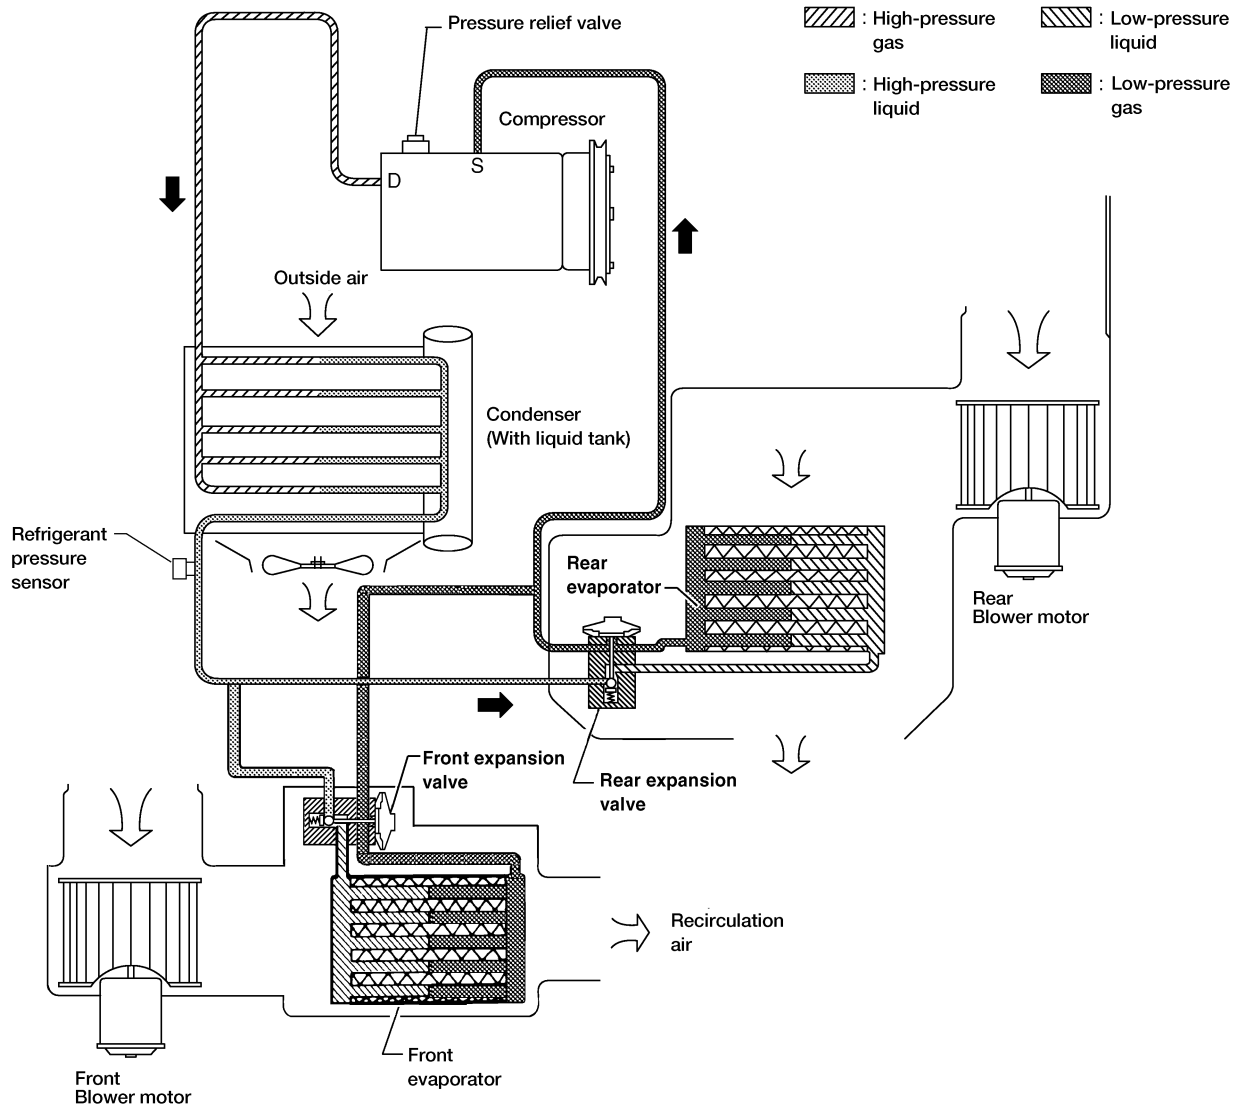 Pressure relief valve
: High-pressure
gas
: Low-pressure
liquid
: High-pressure
liquid
: Low-pressure
gas
Compressor
S
D
Outside air
Condenser
(With liquid tank)
Refrigerant
pressure
sensor
Rear
evaporator
Rear
Blower motor
Front expansion
valve
Rear expansion
valve
Recirculation
air
Front
evaporator
Front
Blower motor